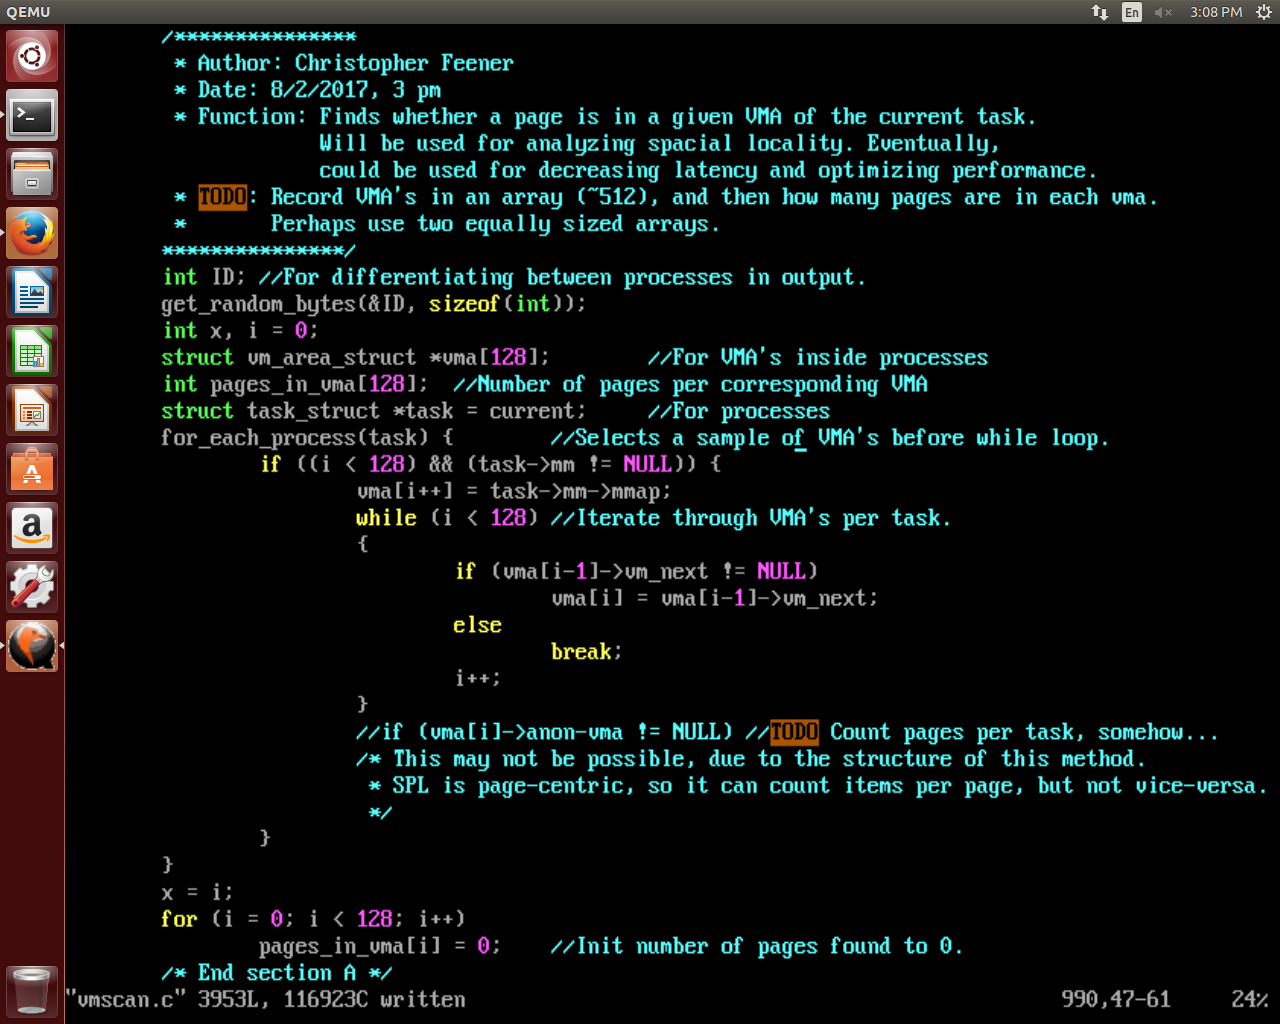 QEMU En 3:08 PM
/***************
* Author: Christopher Feener
* Date: 8/2/2017, 3 pm
* Function: Finds whether a page is in a given VMA of the current task.
Will be used for analyzing spacial locality. Eventually,
could be used for decreasing latency and optimizing performance.
* TODO: Record VMA's in an array (~512), and then how many pages are in each vma.
* Perhaps use two equally sized arrays.
***************/
int ID; //For differentiating between processes in output.
get_random_bytes(&ID, sizeof(int));
int x, i = 0;
struct vm_area_struct *vma[128]; //For VMA's inside processes
int pages_in_vma[128]; //Number of pages per corresponding VMA
struct task_struct *task = current; //For processes
for_each_process(task) { //Selects a sample of VMA's before while loop.
if ((i < 128) && (task->mm != NULL)) {
vma[i++] = task->mm->mmap;
while (i < 128) //Iterate through VMA's per task.
{
if (vma[i-1]->vm_next != NULL)
vma[i] = vma[i-1]->vm_next;
else
break;
i++;
}
//if (vma[i]->anon-vma != NULL) //TODO Count pages per task, somehow...
/* This may not be possible, due to the structure of this method.
* SPL is page-centric, so it can count items per page, but not vice-versa.
*/
}
}
x = i;
for (i = 0; i < 128; i++)
pages_in_vma[i] = 0; //Init number of pages found to 0.
/* End section A */
"vmscan.c" 3953L, 116923C written 990,47-61 24%